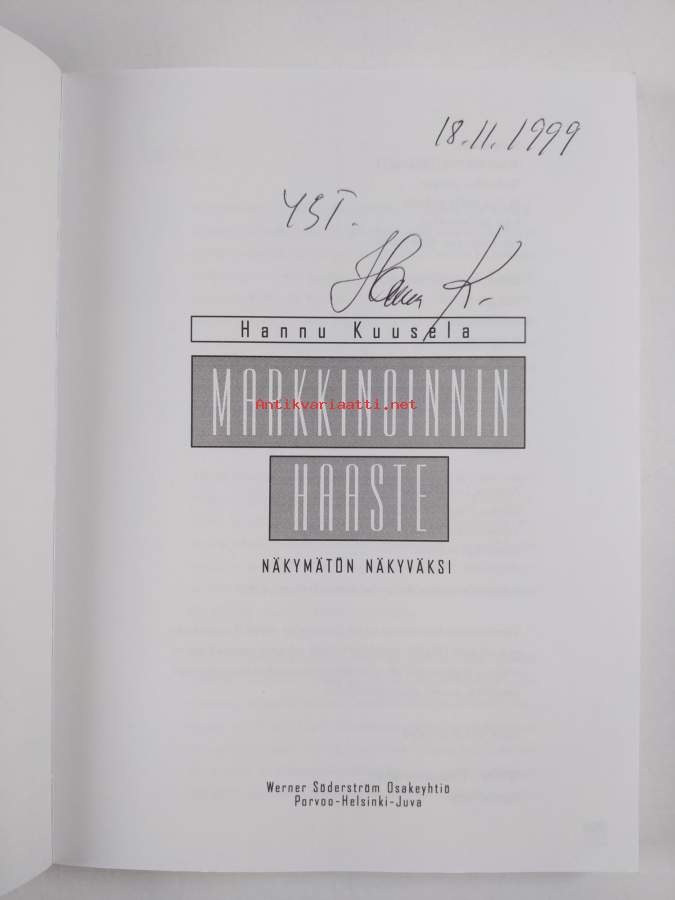 18.11.1999
YST.
Hannu K.
Hannu Kuusela
MARKKINOINNIN
Antikvariaatti.net
HAASTE
NÄKYMÄTÖN NÄKYVÄKSI
Werner Söderström Osakeyhtiö
Porvoo-Helsinki-Juva